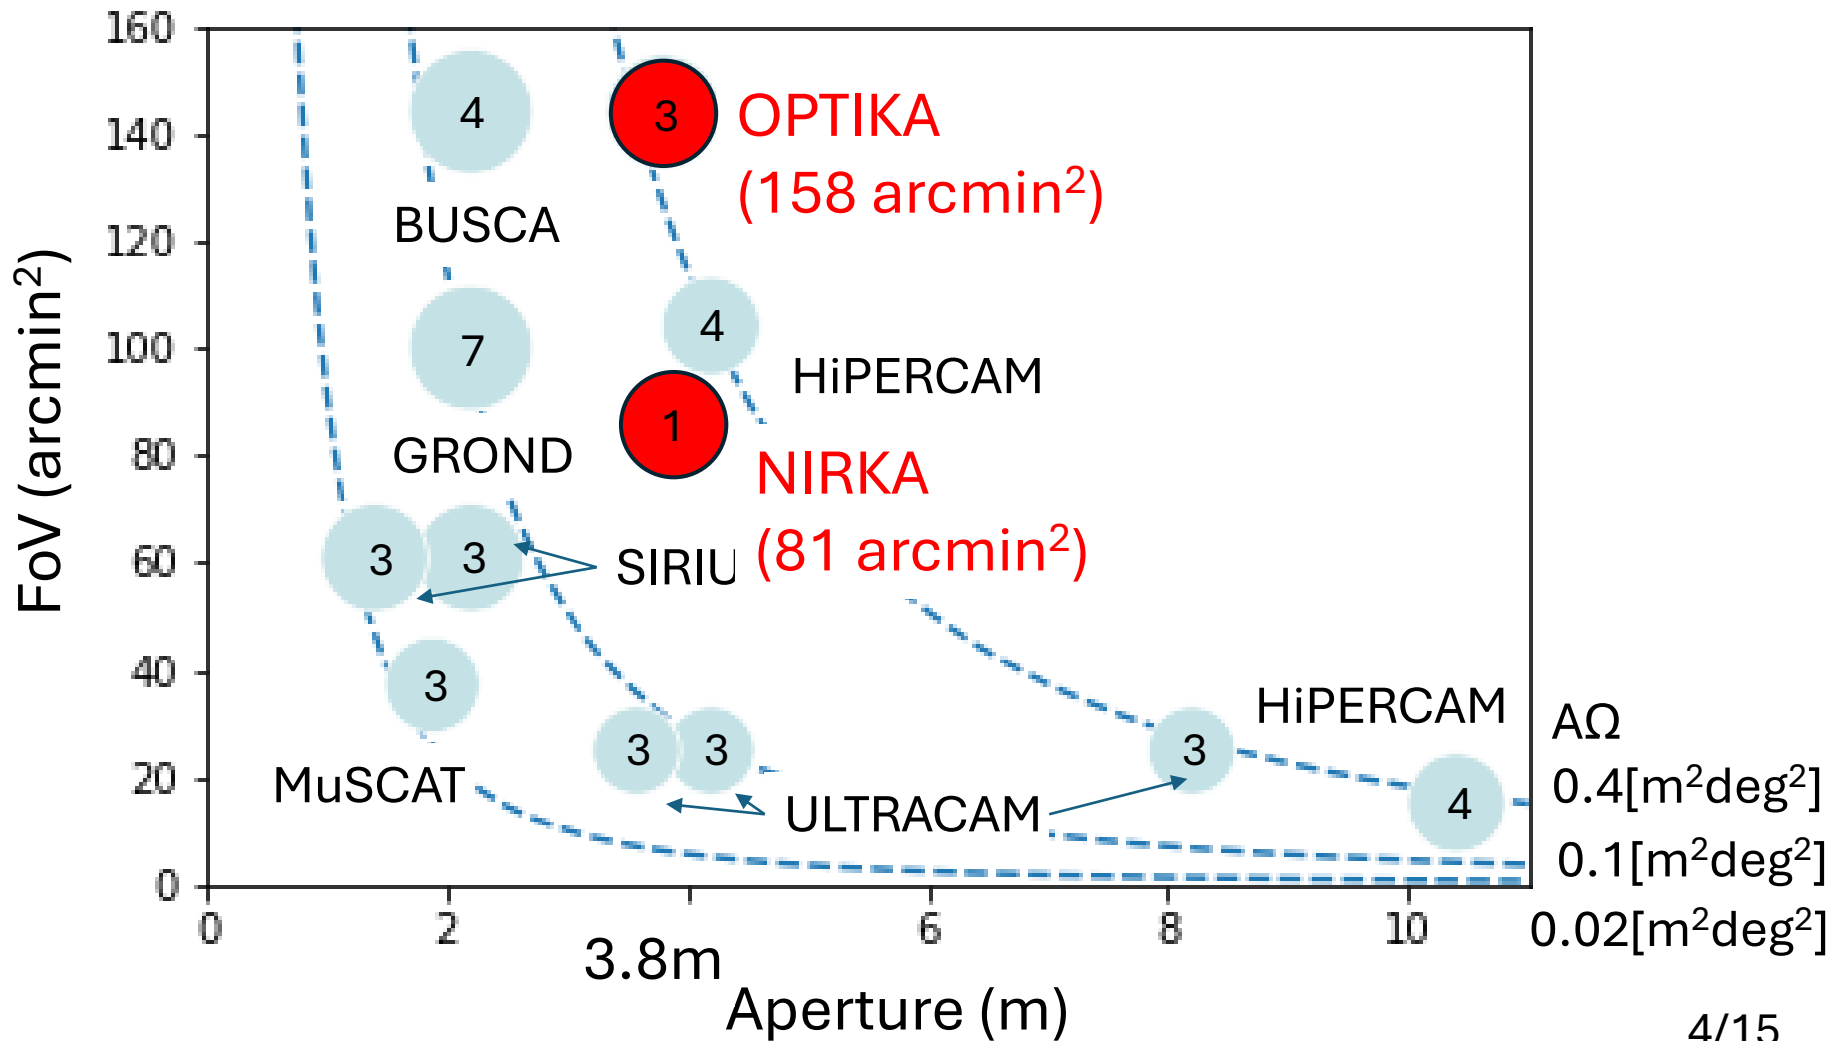 160
140
120
100
80
60
40
20
0
FoV (arcmin²)
4
3
OPTIKA
(158 arcmin²)
BUSCA
7
4
HiPERCAM
1
GROND
NIRKA
(81 arcmin²)
3
3
SIRIU
3
3
3
MuSCAT
ULTRACAM
3
HiPERCAM
4
AΩ
0.4[m²deg²]
0.1[m²deg²]
0.02[m²deg²]
0
2
3.8m
6
8
10
Aperture (m)
4/15